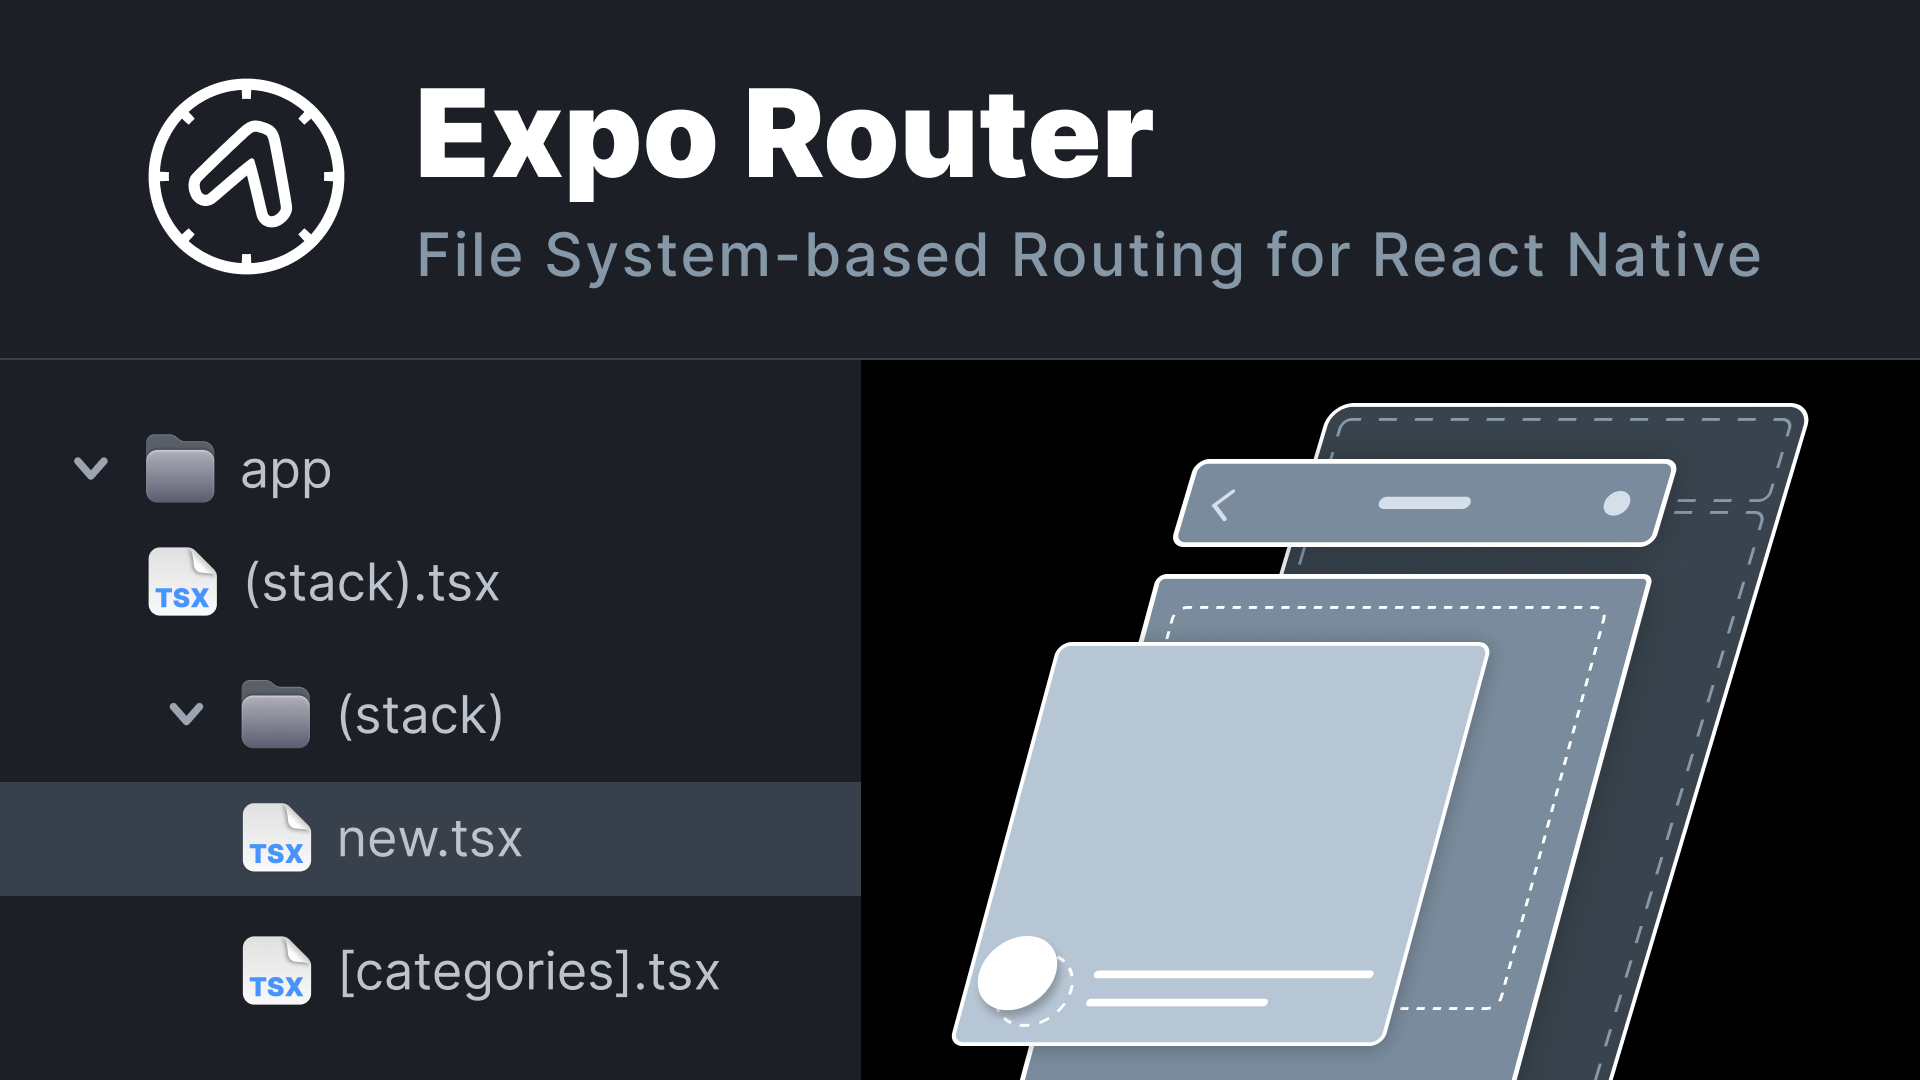 Expo Router
File System-based Routing for React Native
app
TSX (stack).tsx
(stack)
TSX new.tsx
TSX [categories].tsx